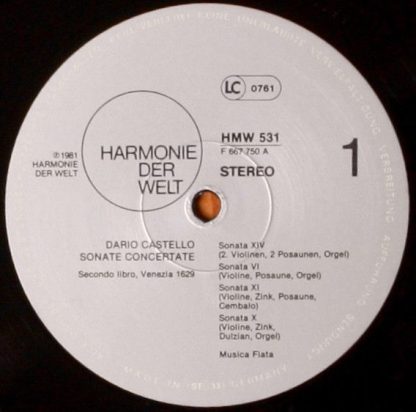 LC 0761
HMW 531
F 667 750 A
STEREO
1
℗ 1981
HARMONIE
DER WELT
HARMONIE
DER
WELT
DARIO CASTELLO
SONATE CONCERTATE
Secondo libro, Venezia 1629
Sonata XIV
(2. Violinen, 2 Posaunen, Orgel)
Sonata VI
(Violine, Posaune, Orgel)
Sonata XI
(Violine, Zink, Posaune,
Cembalo)
Sonata X
(Violine, Zink,
Dulzian, Orgel)
Musica Fiata